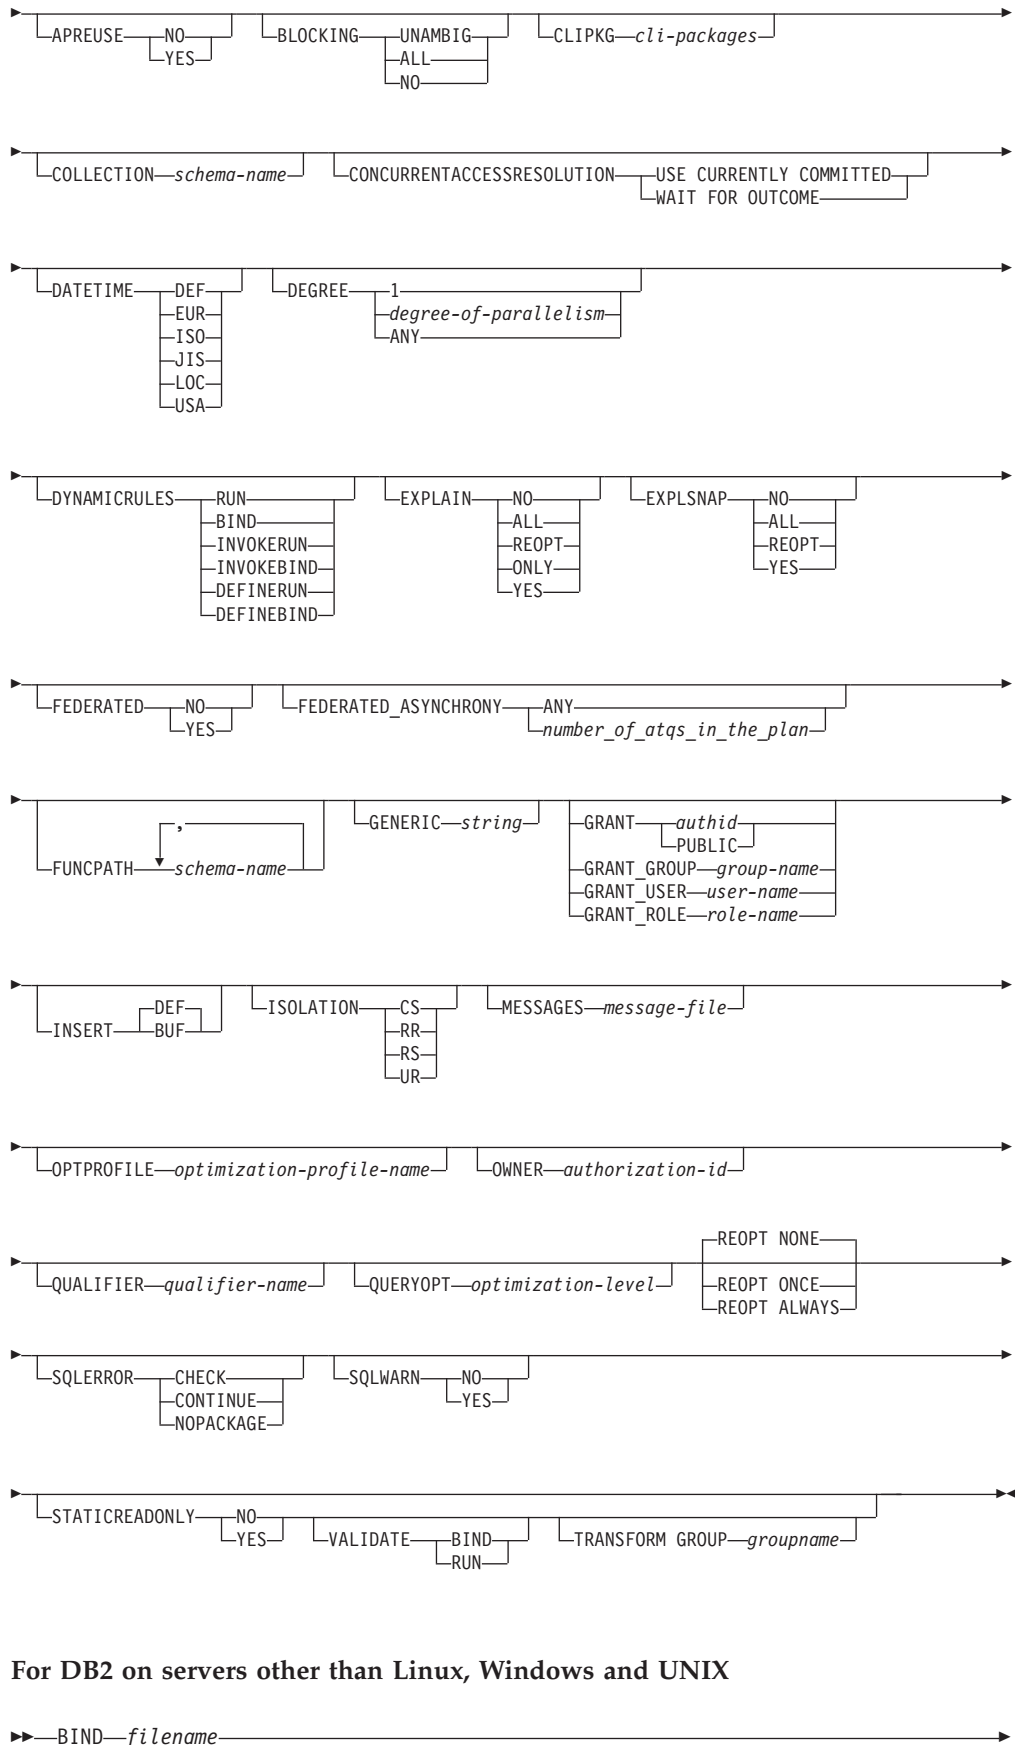 APREUSE NO BLOCKING UNAMBIG CLIPKG cli-packages
YES ALL
NO
COLLECTION schema-name CONCURRENTACCESSRESOLUTION USE CURRENTLY COMMITTED
WAIT FOR OUTCOME
DATETIME DEF DEGREE 1
EUR degree-of-parallelism
ISO ANY
JIS
LOC
USA
DYNAMICRULES RUN EXPLAIN NO EXPLSNAP NO
BIND ALL ALL
INVOKERUN REOPT REOPT
INVOKEBIND ONLY YES
DEFINERUN YES
DEFINEBIND
FEDERATED NO FEDERATED_ASYNCHRONY ANY
YES number_of_atqs_in_the_plan
, GENERIC string GRANT authid
PUBLIC
FUNCPATH schema-name GRANT_GROUP group-name
GRANT_USER user-name
GRANT_ROLE role-name
DEF ISOLATION CS MESSAGES message-file
INSERT BUF RR
RS
UR
OPTPROFILE optimization-profile-name OWNER authorization-id
REOPT NONE
QUALIFIER qualifier-name QUERYOPT optimization-level REOPT ONCE
REOPT ALWAYS
SQLERROR CHECK SQLWARN NO
CONTINUE YES
NOPACKAGE
STATICREADONLY NO
YES VALIDATE BIND TRANSFORM GROUP groupname
RUN
For DB2 on servers other than Linux, Windows and UNIX
BIND filename